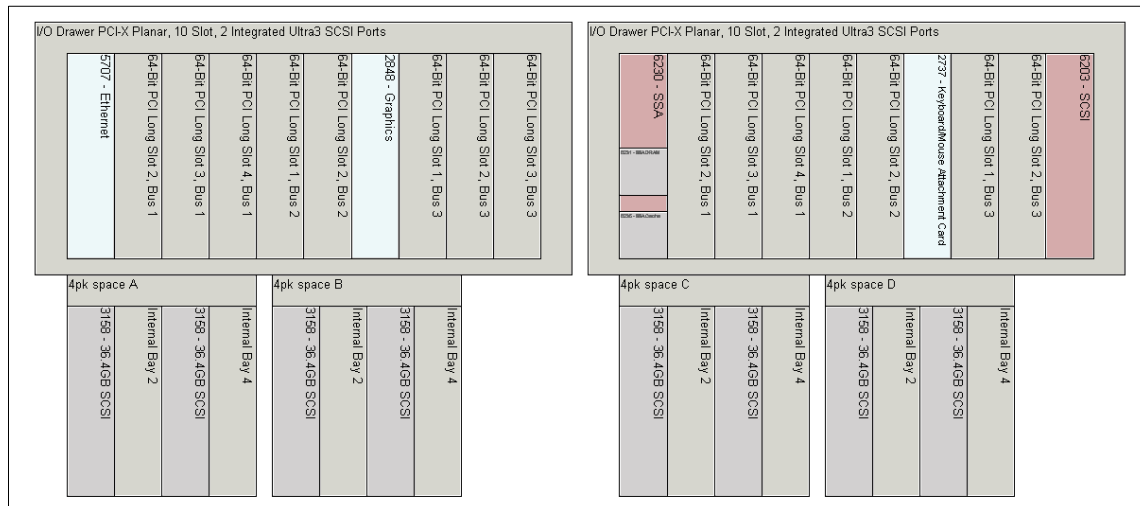 I/O Drawer PCI-X Planar, 10 Slot, 2 Integrated Ultra3 SCSI Ports
5707 - Ethernet
64-Bit PCI Long Slot 2, Bus 1
64-Bit PCI Long Slot 3, Bus 1
64-Bit PCI Long Slot 4, Bus 1
64-Bit PCI Long Slot 1, Bus 2
64-Bit PCI Long Slot 2, Bus 2
2848 - Graphics
64-Bit PCI Long Slot 1, Bus 3
64-Bit PCI Long Slot 2, Bus 3
64-Bit PCI Long Slot 3, Bus 3
4pk space A
3158 - 36.4GB SCSI
Internal Bay 2
3158 - 36.4GB SCSI
Internal Bay 4
4pk space B
3158 - 36.4GB SCSI
Internal Bay 2
3158 - 36.4GB SCSI
Internal Bay 4
I/O Drawer PCI-X Planar, 10 Slot, 2 Integrated Ultra3 SCSI Ports
6230 - SSA
64-Bit PCI Long Slot 2, Bus 1
64-Bit PCI Long Slot 3, Bus 1
64-Bit PCI Long Slot 4, Bus 1
64-Bit PCI Long Slot 1, Bus 2
64-Bit PCI Long Slot 2, Bus 2
2737 - Keyboard/Mouse Attachment Card
64-Bit PCI Long Slot 1, Bus 3
64-Bit PCI Long Slot 2, Bus 3
6203 - SCSI
4pk space C
3158 - 36.4GB SCSI
Internal Bay 2
3158 - 36.4GB SCSI
Internal Bay 4
4pk space D
3158 - 36.4GB SCSI
Internal Bay 2
3158 - 36.4GB SCSI
Internal Bay 4